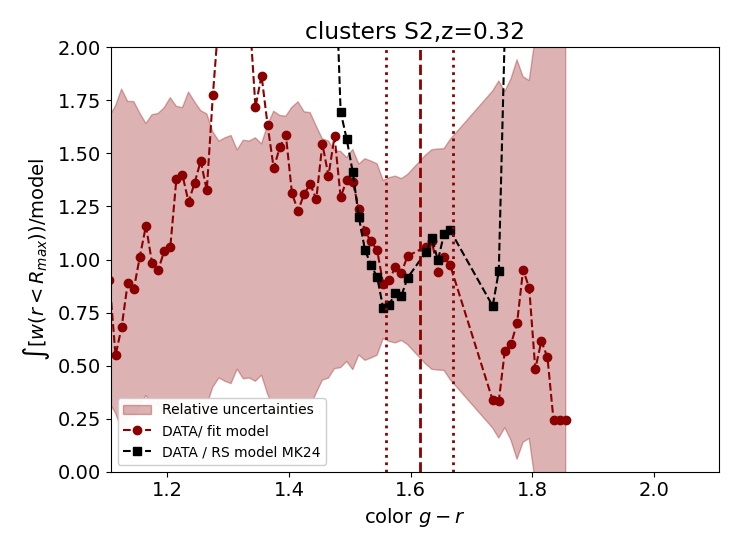 clusters S2,z=0.32
∫[w(r < R_max))/model
2.00
1.75
1.50
1.25
1.00
0.75
0.50
0.25
0.00
Relative uncertainties
DATA/ fit model
DATA / RS model MK24
1.2 1.4 1.6 1.8 2.0
color g − r